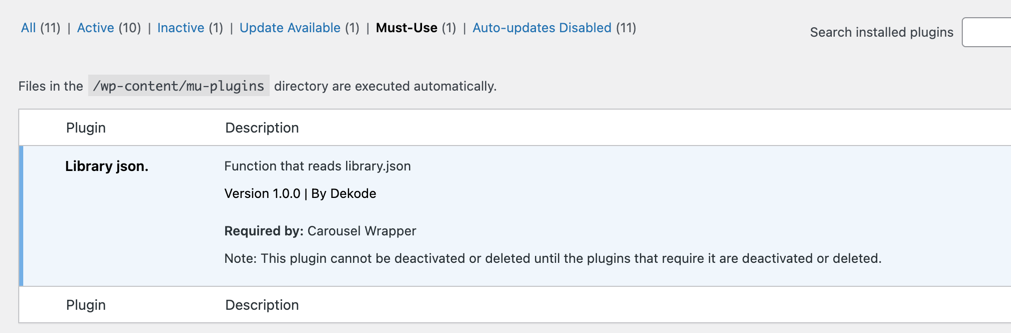 All (11) | Active (10) | Inactive (1) | Update Available (1) | Must-Use (1) | Auto-updates Disabled (11)
Search installed plugins
Files in the /wp-content/mu-plugins directory are executed automatically.
Plugin Description
Library json. Function that reads library.json
Version 1.0.0 | By Dekode
Required by: Carousel Wrapper
Note: This plugin cannot be deactivated or deleted until the plugins that require it are deactivated or deleted.
Plugin Description